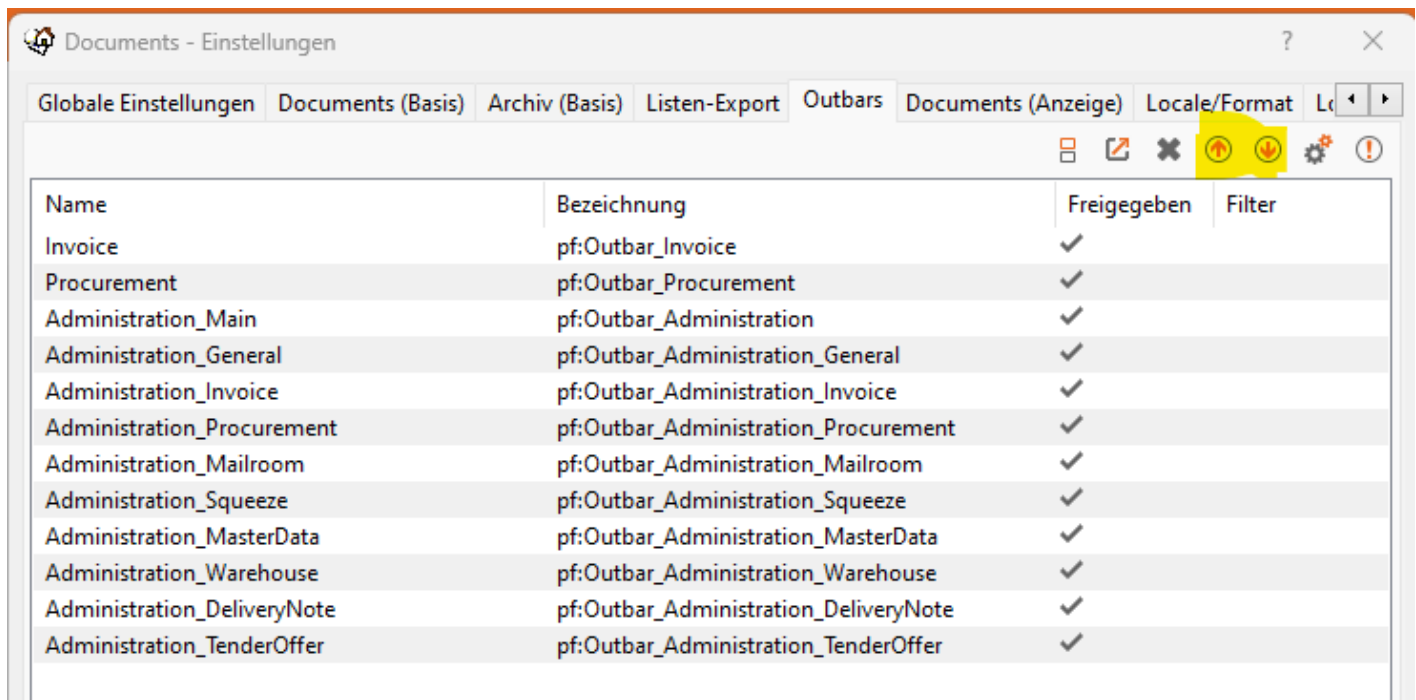 Documents - Einstellungen
Globale Einstellungen Documents (Basis) Archiv (Basis) Listen-Export Outbars Documents (Anzeige) Locale/Format
Name Bezeichnung Freigegeben Filter
Invoice pf:Outbar_Invoice
Procurement pf:Outbar_Procurement
Administration_Main pf:Outbar_Administration
Administration_General pf:Outbar_Administration_General
Administration_Invoice pf:Outbar_Administration_Invoice
Administration_Procurement pf:Outbar_Administration_Procurement
Administration_Mailroom pf:Outbar_Administration_Mailroom
Administration_Squeeze pf:Outbar_Administration_Squeeze
Administration_MasterData pf:Outbar_Administration_MasterData
Administration_Warehouse pf:Outbar_Administration_Warehouse
Administration_DeliveryNote pf:Outbar_Administration_DeliveryNote
Administration_TenderOffer pf:Outbar_Administration_TenderOffer